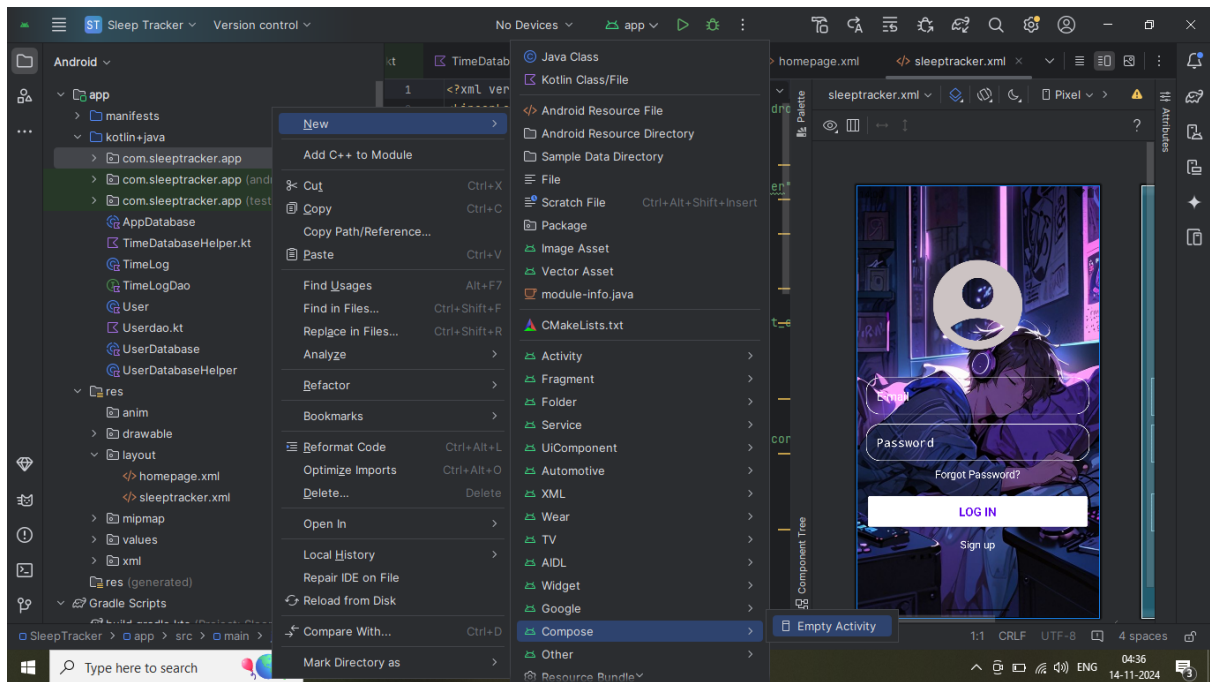 ST Sleep Tracker Version control No Devices app
Android
TimeDatab
homepage.xml
sleeptracker.xml
app
manifests
kotlin+java
com.sleeptracker.app
com.sleeptracker.app (and
com.sleeptracker.app (test
AppDatabase
TimeDatabaseHelper.kt
TimeLog
TimeLogDao
User
Userdao.kt
UserDatabase
UserDatabaseHelper
res
anim
drawable
layout
homepage.xml
sleeptracker.xml
mipmap
values
xml
res (generated)
Gradle Scripts
1 <?xml ver
New
Add C++ to Module
Cut Ctrl+X
Copy Ctrl+C
Copy Path/Reference...
Paste Ctrl+V
Find Usages Alt+F7
Find in Files... Ctrl+Shift+F
Replace in Files... Ctrl+Shift+R
Analyze
Refactor
Bookmarks
Reformat Code Ctrl+Alt+L
Optimize Imports Ctrl+Alt+O
Delete... Delete
Open In
Local History
Repair IDE on File
Reload from Disk
Compare With... Ctrl+D
Mark Directory as
Java Class
Kotlin Class/File
Android Resource File
Android Resource Directory
Sample Data Directory
File
Scratch File Ctrl+Alt+Shift+Insert
Package
Image Asset
Vector Asset
module-info.java
CMakeLists.txt
Activity
Fragment
Folder
Service
UiComponent
Automotive
XML
Wear
TV
AIDL
Widget
Google
Compose
Other
Resource Bundle
Empty Activity
Palette
Component Tree
sleeptracker.xml
Pixel
Attributes
E-mail
Password
Forgot Password?
LOG IN
Sign up
SleepTracker > app > src > main >
1:1 CRLF UTF-8 4 spaces
Type here to search
ENG
04:36
14-11-2024
3